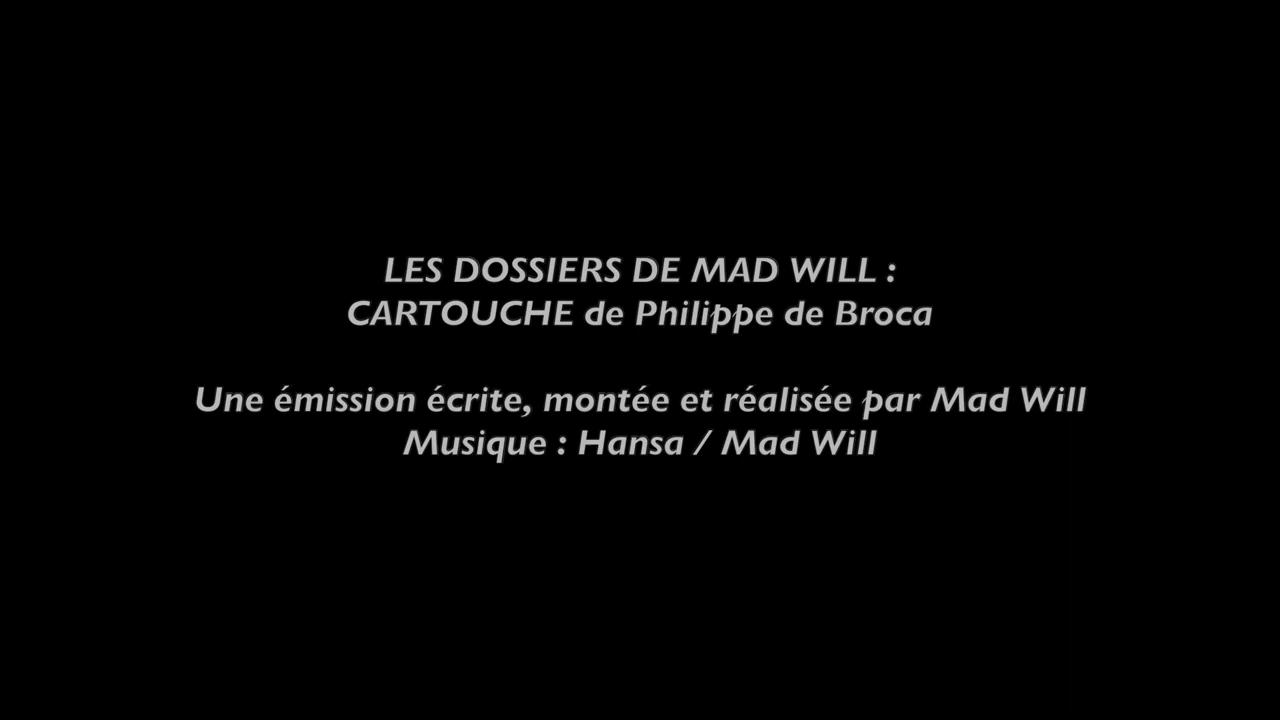 LES DOSSIERS DE MAD WILL :
CARTOUCHE de Philippe de Broca
Une émission écrite, montée et réalisée par Mad Will
Musique : Hansa / Mad Will